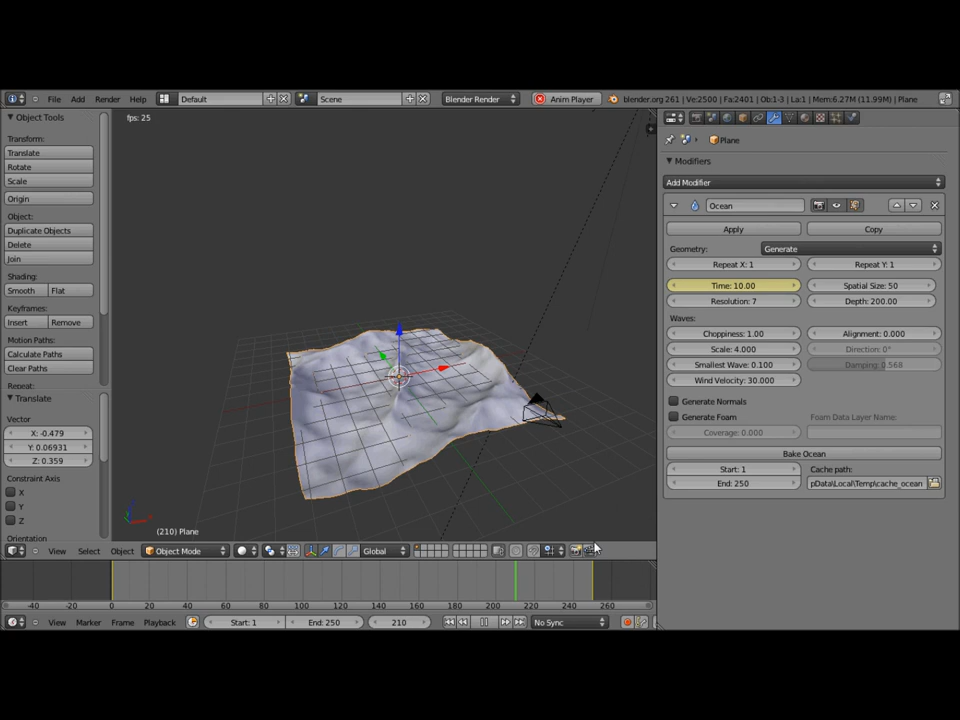 File Add Render Help Default Scene Blender Render Anim Player blender.org 261 | Ve:2500 | Fa:2401 | Ob:1-3 | La:1 | Mem:6.27M (11.99M) | Plane
Object Tools
Transform:
Translate
Rotate
Scale
Origin
Object:
Duplicate Objects
Delete
Join
Shading:
Smooth Flat
Keyframes:
Insert Remove
Motion Paths:
Calculate Paths
Clear Paths
Repeat:
Translate
Vector
X: -0.479
Y: 0.06931
Z: 0.359
Constraint Axis
X
Y
Z
Orientation
fps: 25
(210) Plane
View Select Object Object Mode Global
-40 -20 0 20 40 60 80 100 120 140 160 180 200 220 240 260
View Marker Frame Playback Start: 1 End: 250 210 No Sync
Plane
Modifiers
Add Modifier
Ocean
Apply Copy
Geometry: Generate
Repeat X: 1 Repeat Y: 1
Time: 10.00 Spatial Size: 50
Resolution: 7 Depth: 200.00
Waves:
Choppiness: 1.00 Alignment: 0.000
Scale: 4.000 Direction: 0°
Smallest Wave: 0.100 Damping: 0.568
Wind Velocity: 30.000
Generate Normals
Generate Foam Foam Data Layer Name:
Coverage: 0.000
Bake Ocean
Start: 1 Cache path:
End: 250 pData\Local\Temp\cache_ocean